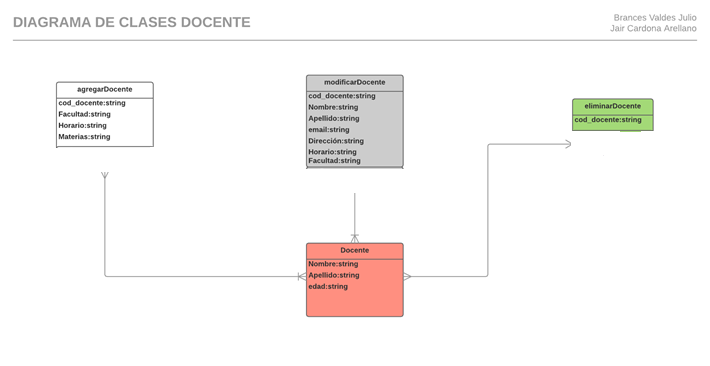 DIAGRAMA DE CLASES DOCENTE
Brances Valdes Julio
Jair Cardona Arellano
agregarDocente
cod_docente:string
Facultad:string
Horario:string
Materias:string
modificarDocente
cod_docente:string
Nombre:string
Apellido:string
email:string
Dirección:string
Horario:string
Facultad:string
eliminarDocente
cod_docente:string
Docente
Nombre:string
Apellido:string
edad:string